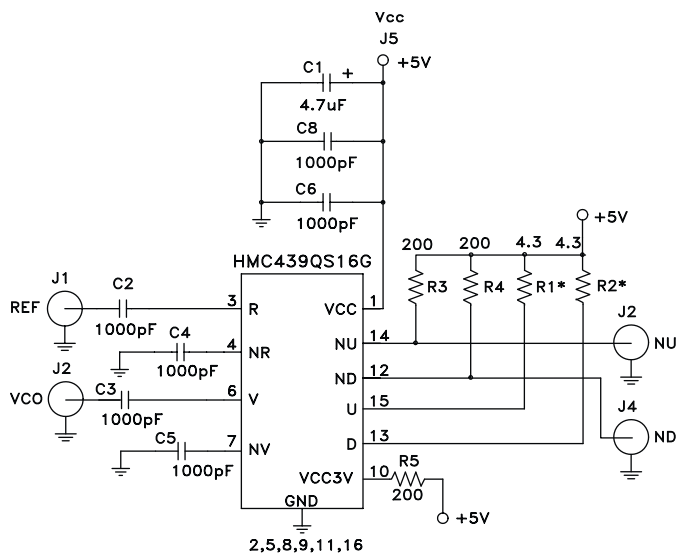 Vcc
J5
+5V
C1
+
4.7uF
C8
1000pF
C6
1000pF
+5V
200 200 4.3 4.3
HMC439QS16G
R3 R4 R1* R2*
J1
REF
C2
1000pF
3 R
VCC 1
C4
1000pF
4 NR
NU 14
J2
NU
J2
VCO
C3
1000pF
6 V
ND 12
U 15
J4
ND
C5
1000pF
7 NV
D 13
VCC3V 10
R5
200
+5V
GND
2,5,8,9,11,16